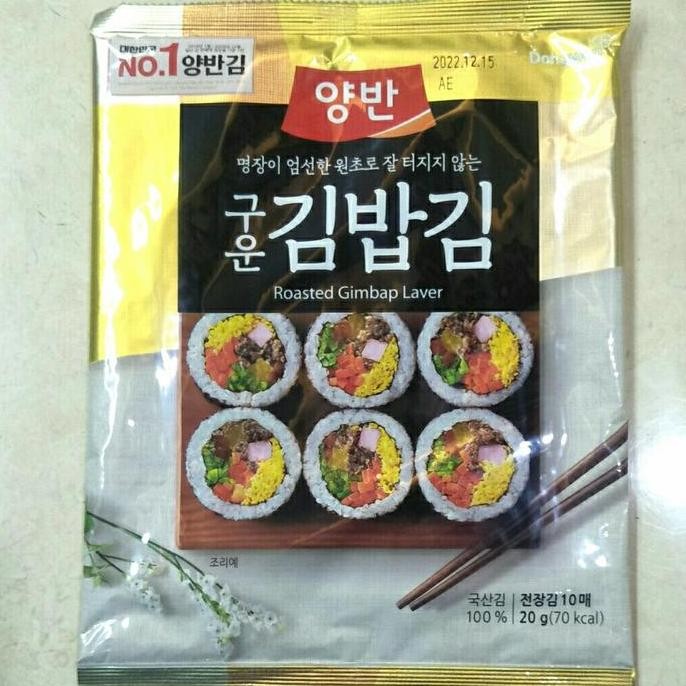 대한민국
NO.1 양반김
2022.12.15
AE
양반
명장이 엄선한 원초로 잘 터지지 않는
구운 김밥김
Roasted Gimbap Laver
조리예
국산김 100 %
전장김10매
20 g(70 kcal)